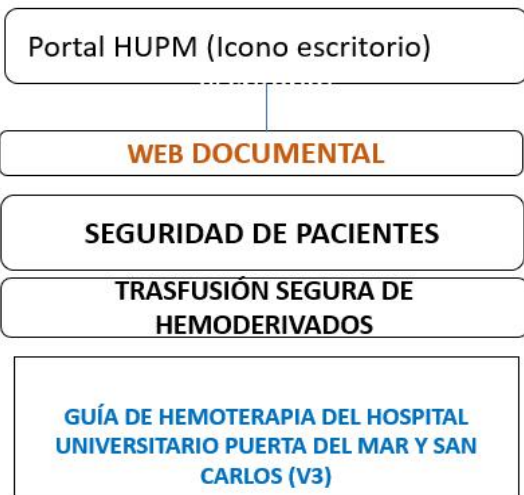 Portal HUPM (Icono escritorio)
WEB DOCUMENTAL
SEGURIDAD DE PACIENTES
TRASFUSIÓN SEGURA DE
HEMODERIVADOS
GUÍA DE HEMOTERAPIA DEL HOSPITAL
UNIVERSITARIO PUERTA DEL MAR Y SAN
CARLOS (V3)